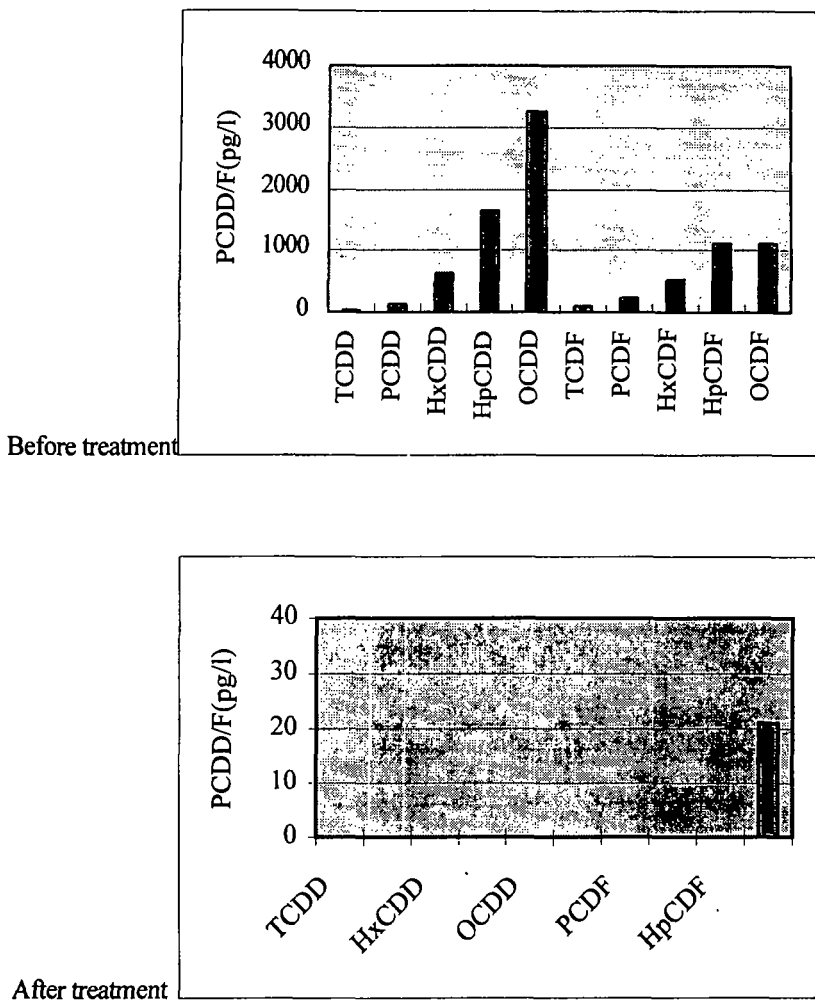 4000
3000
2000
1000
0
PCDD/F(pg/l)
TCDD
PCDD
HxCDD
HpCDD
OCDD
TCDF
PCDF
HxCDF
HpCDF
OCDF
Before treatment
40
30
20
10
0
PCDD/F(pg/l)
TCDD
HxCDD
OCDD
PCDF
HpCDF
After treatment